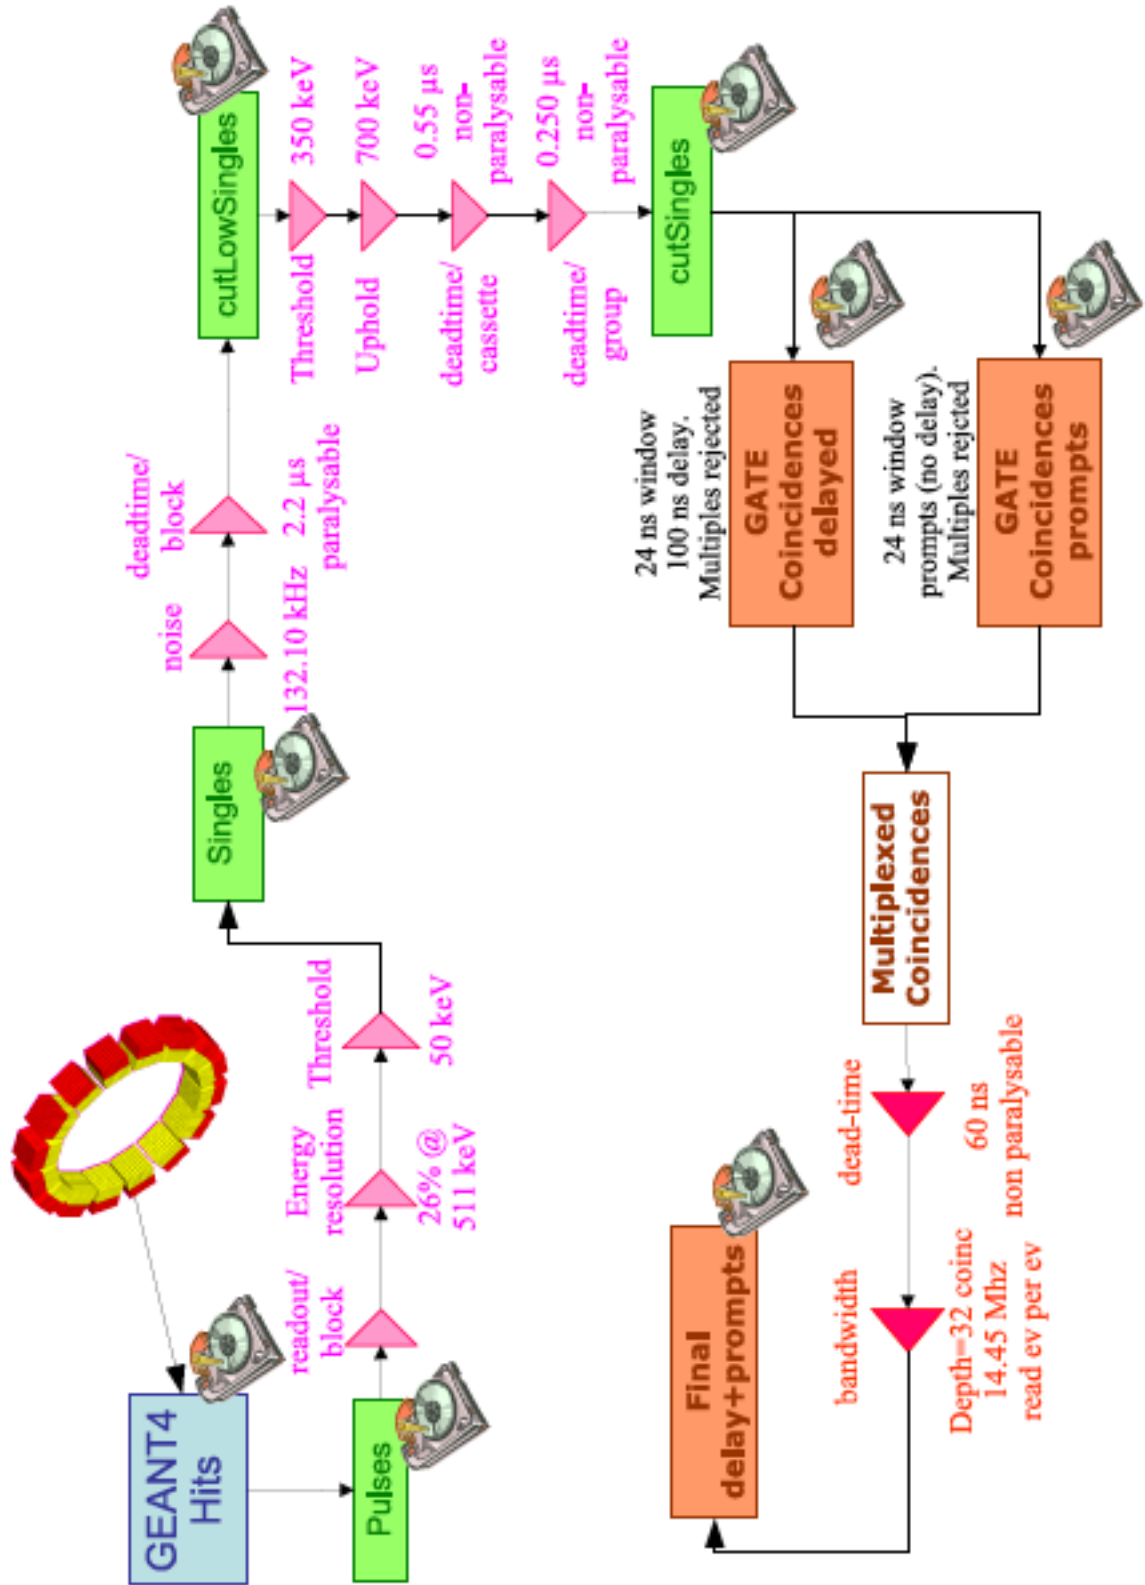 GEANT4
Hits
Pulses
readout/
block
Energy
resolution
26% @
511 keV
Threshold
50 keV
Singles
noise
132.10 kHz
deadtime/
block
2.2 μs
paralysable
cutLowSingles
Threshold
350 keV
Uphold
700 keV
deadtime/
cassette
0.55 μs
non-
paralysable
deadtime/
group
0.250 μs
non-
paralysable
cutSingles
24 ns window
100 ns delay.
Multiples rejected
GATE
Coincidences
delayed
24 ns window
prompts (no delay).
Multiples rejcted
GATE
Coincidences
prompts
Multiplexed
Coincidences
dead-time
60 ns
non paralysable
bandwidth
Depth=32 coinc
14.45 Mhz
read ev per ev
Final
delay+prompts